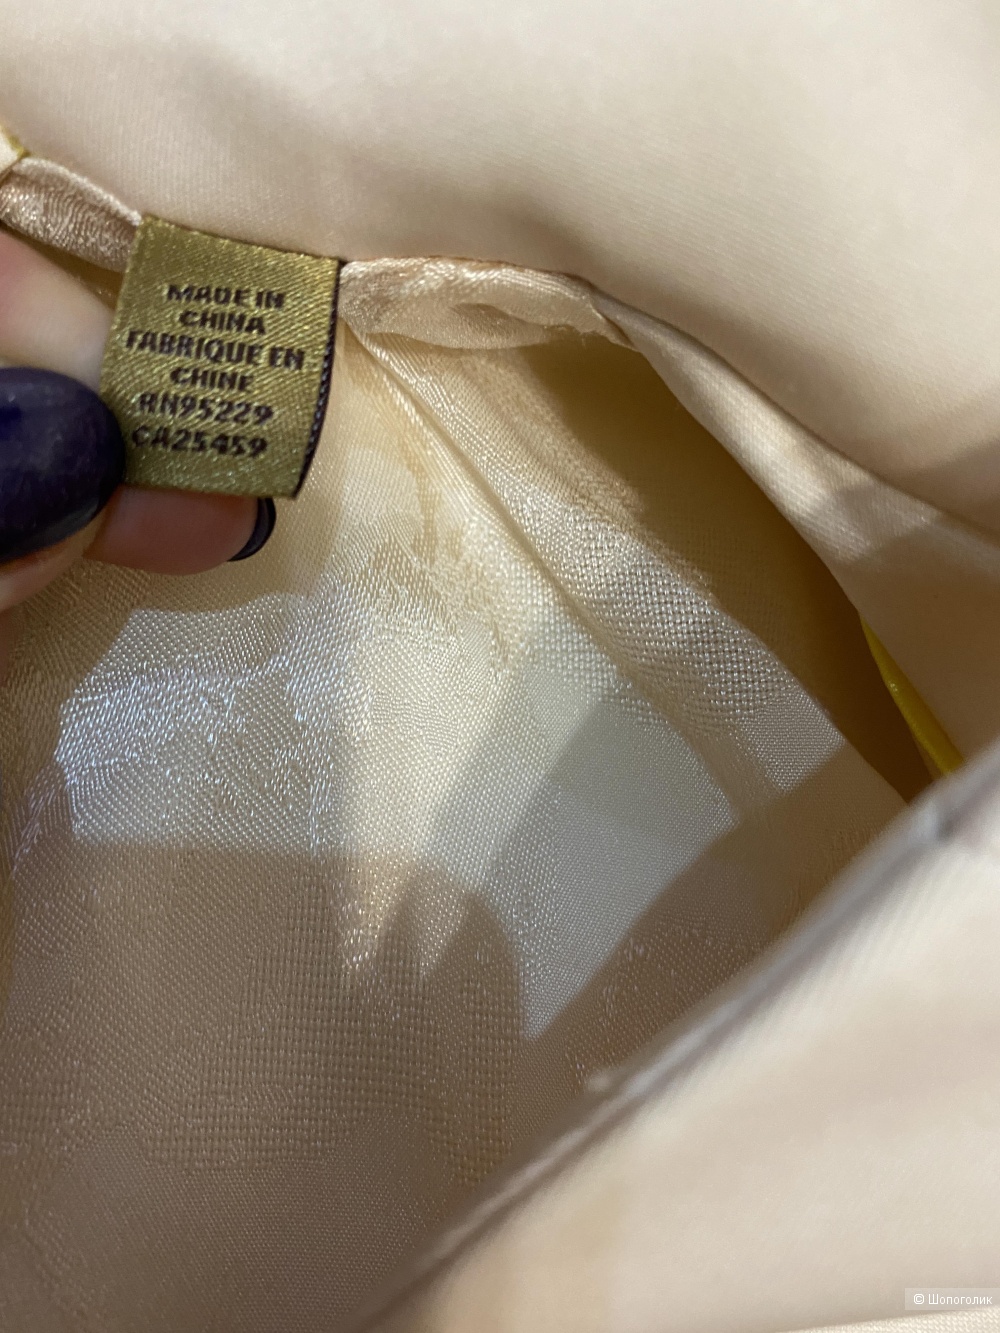 MADE IN
CHINA
FABRIQUE EN
CHINE
RN95229
CA25459
© Шопоголик